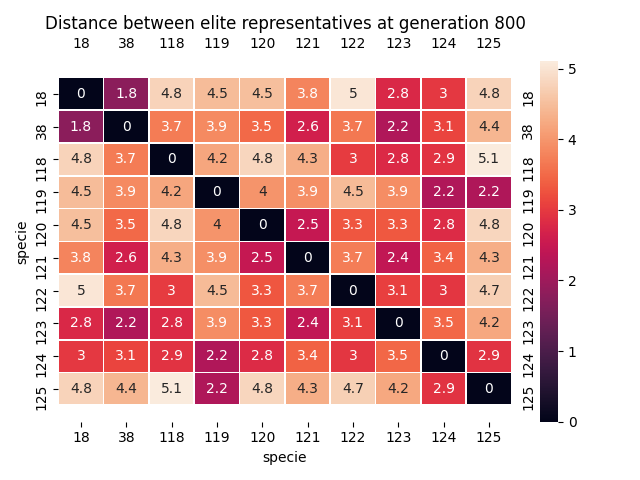 Distance between elite representatives at generation 800
18 38 118 119 120 121 122 123 124 125
18 0 1.8 4.8 4.5 4.5 3.8 5 2.8 3 4.8 18
38 1.8 0 3.7 3.9 3.5 2.6 3.7 2.2 3.1 4.4 38
118 4.8 3.7 0 4.2 4.8 4.3 3 2.8 2.9 5.1 118
119 4.5 3.9 4.2 0 4 3.9 4.5 3.9 2.2 2.2 119
120 4.5 3.5 4.8 4 0 2.5 3.3 3.3 2.8 4.8 120
121 3.8 2.6 4.3 3.9 2.5 0 3.7 2.4 3.4 4.3 121
122 5 3.7 3 4.5 3.3 3.7 0 3.1 3 4.7 122
123 2.8 2.2 2.8 3.9 3.3 2.4 3.1 0 3.5 4.2 123
124 3 3.1 2.9 2.2 2.8 3.4 3 3.5 0 2.9 124
125 4.8 4.4 5.1 2.2 4.8 4.3 4.7 4.2 2.9 0 125
18 38 118 119 120 121 122 123 124 125
specie
specie
5
4
3
2
1
0